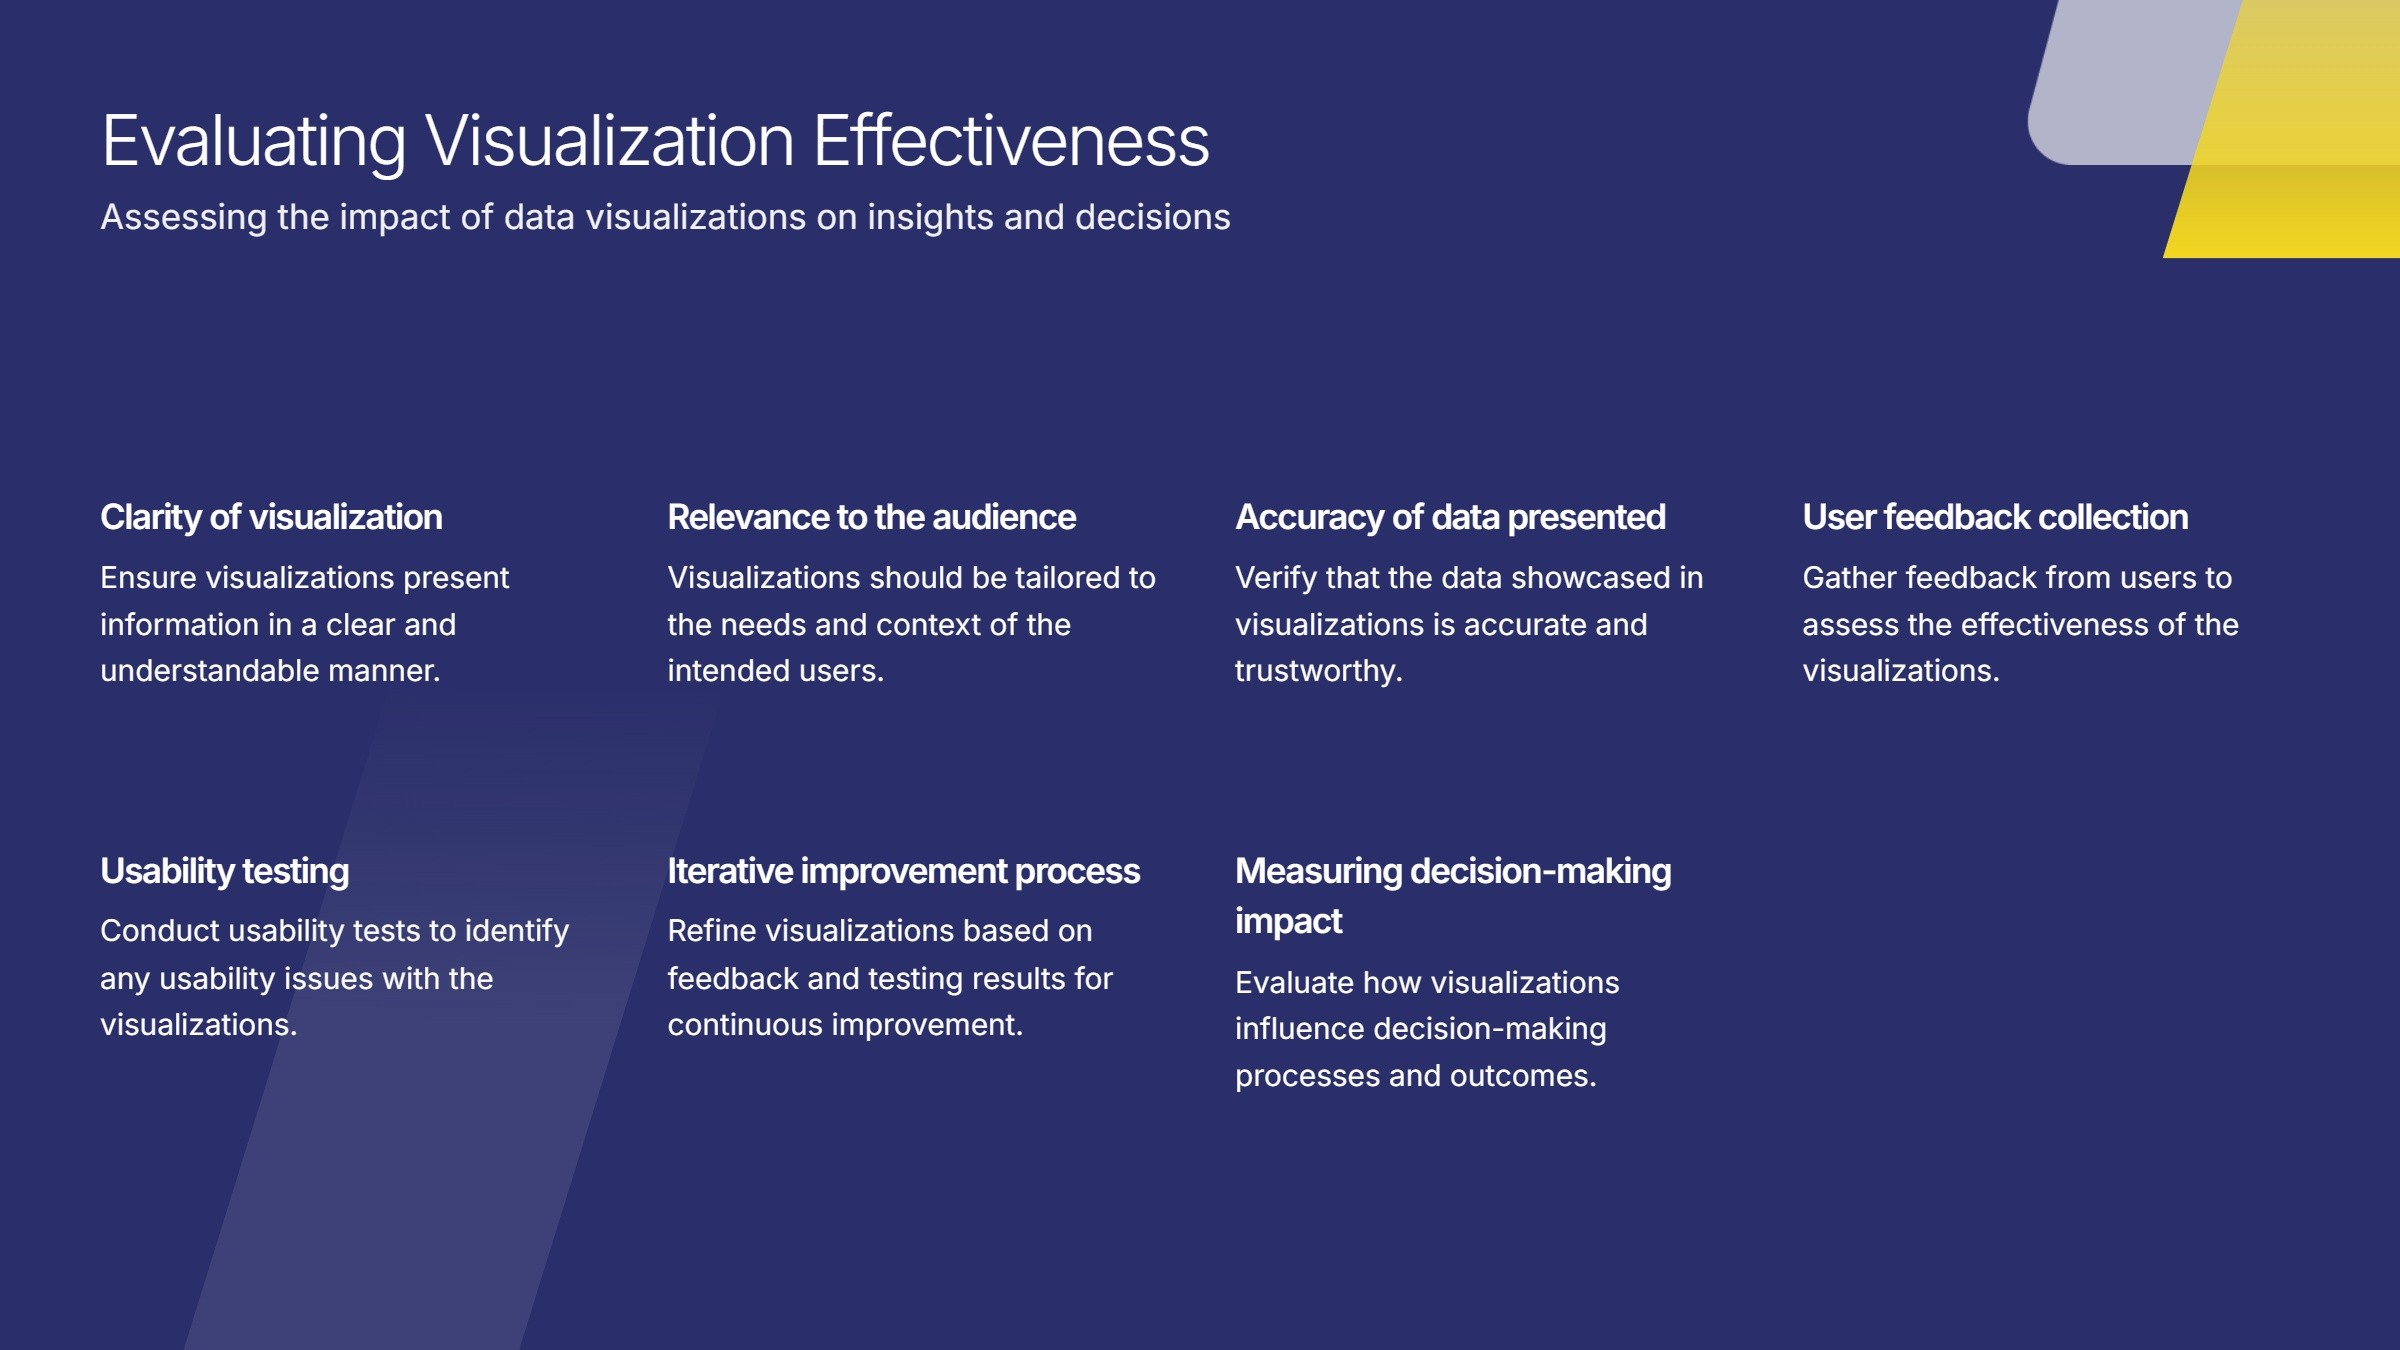 Evaluating Visualization Effectiveness
Assessing the impact of data visualizations on insights and decisions
Clarity of visualization
Ensure visualizations present
information in a clear and
understandable manner.
Relevance to the audience
Visualizations should be tailored to
the needs and context of the
intended users.
Accuracy of data presented
Verify that the data showcased in
visualizations is accurate and
trustworthy.
User feedback collection
Gather feedback from users to
assess the effectiveness of the
visualizations.
Usability testing
Conduct usability tests to identify
any usability issues with the
visualizations.
Iterative improvement process
Refine visualizations based on
feedback and testing results for
continuous improvement.
Measuring decision-making
impact
Evaluate how visualizations
influence decision-making
processes and outcomes.